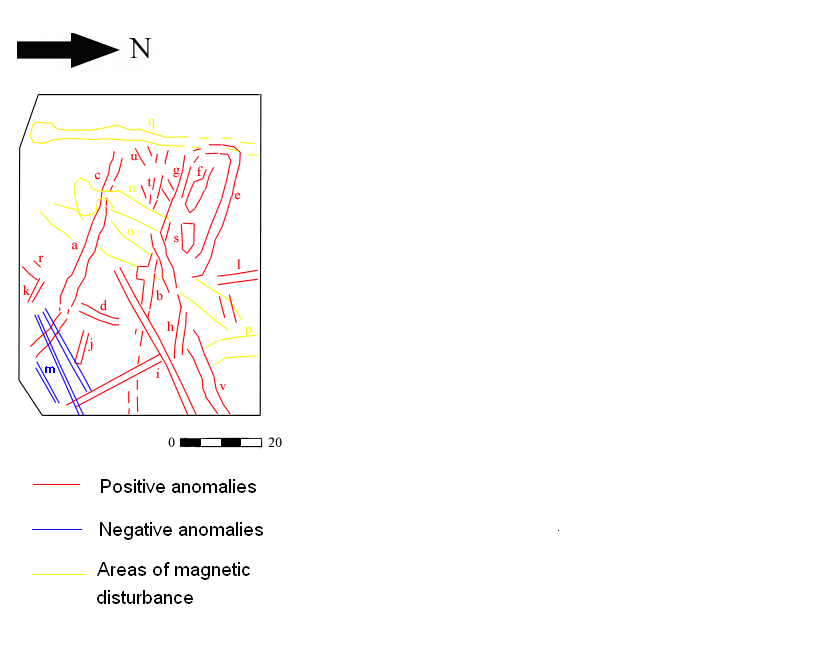 N
q
u
c
g
f
t
n
e
o
s
a
r
l
k
b
d
h
p
j
m
i
v
0 20
Positive anomalies
Negative anomalies
Areas of magnetic
disturbance